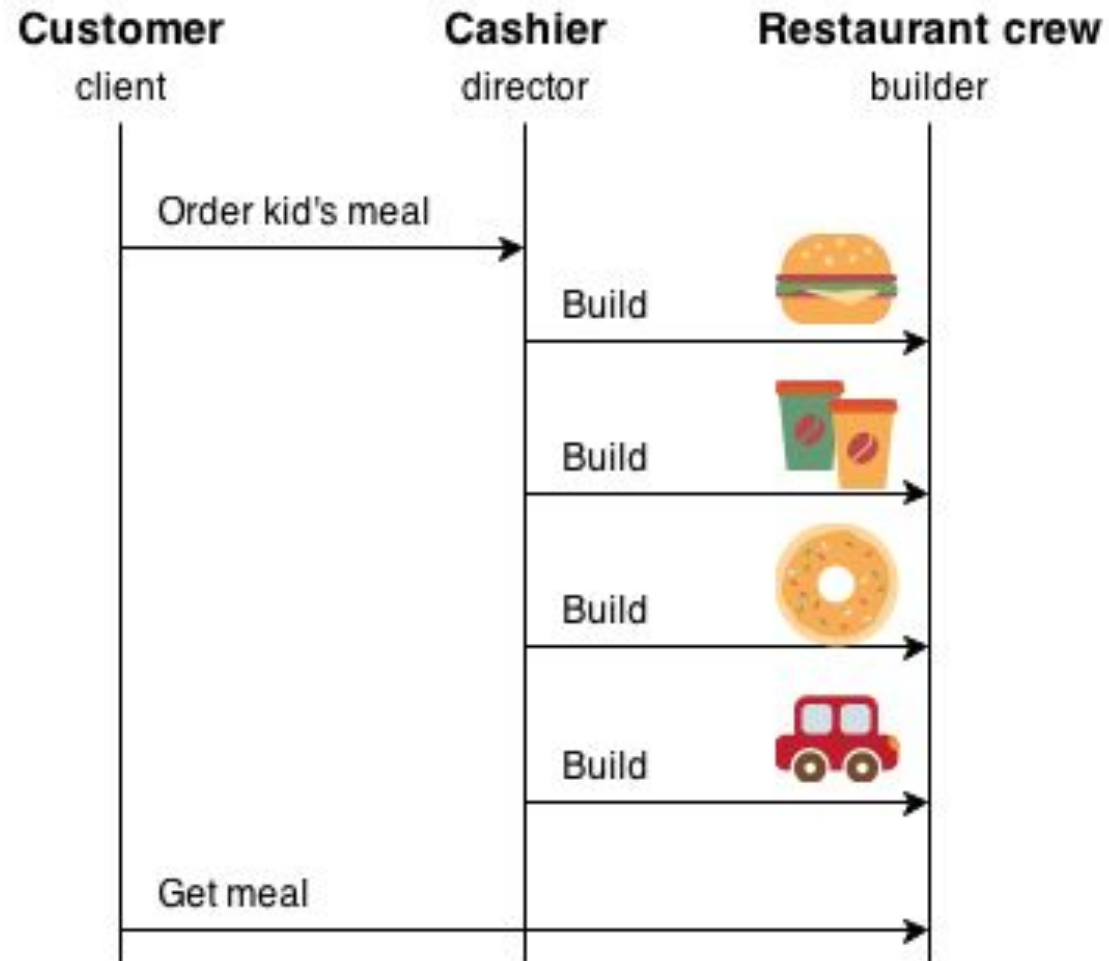 Customer
Cashier
Restaurant crew
client
director
builder
Order kid's meal
Build
Build
Build
Build
Get meal